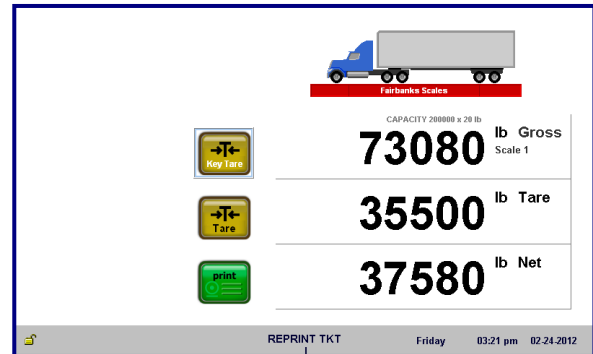 Fairbanks Scales
CAPACITY 200000 x 20 lb
73080 lb Gross
Scale 1
Key Tare
35500 lb Tare
Tare
37580 lb Net
print
REPRINT TKT Friday 03:21 pm 02-24-2012